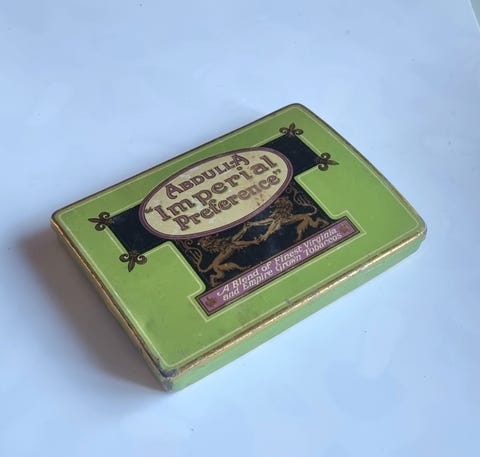 ABDULLA
"Imperial
Preference"
A Blend of Finest Virginia
and Empire Grown Tobaccos